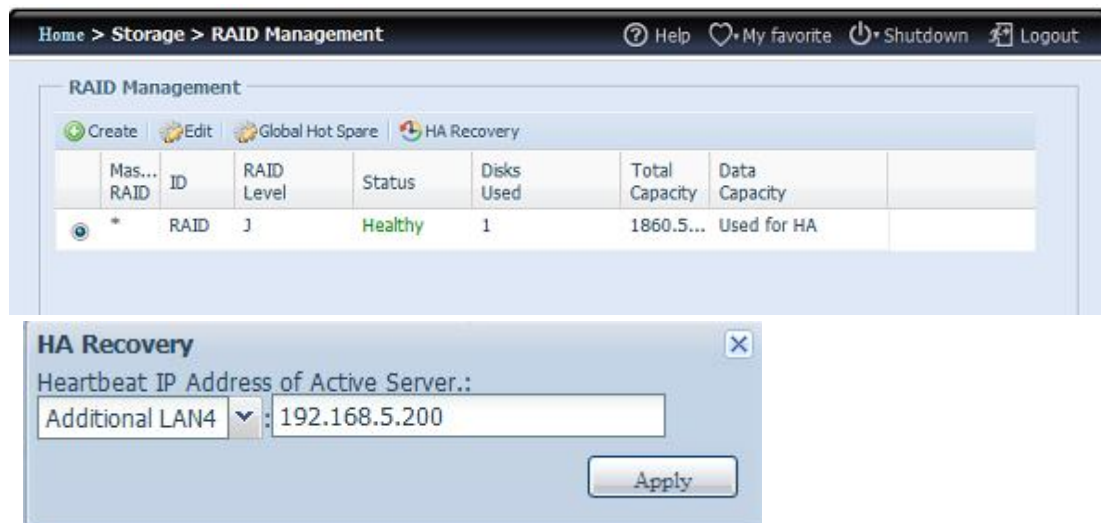 Home > Storage > RAID Management Help My favorite Shutdown Logout
RAID Management
Create Edit Global Hot Spare HA Recovery
Mas... RAID ID RAID Level Status Disks Used Total Capacity Data Capacity
* RAID J Healthy 1 1860.5... Used for HA
HA Recovery
Heartbeat IP Address of Active Server.:
Additional LAN4 : 192.168.5.200
Apply